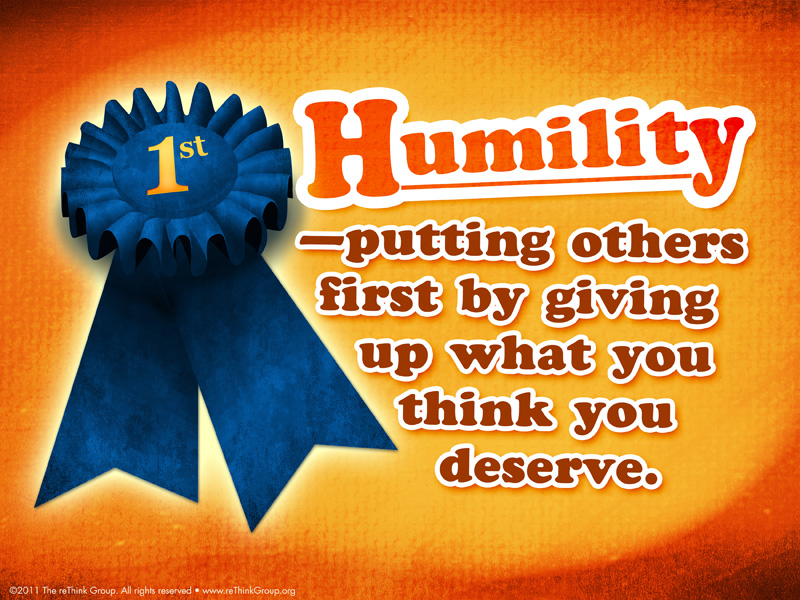 1st
Humility
—putting others
first by giving
up what you
think you
deserve.
©2011 The reThink Group. All rights reserved • www.reThinkGroup.org